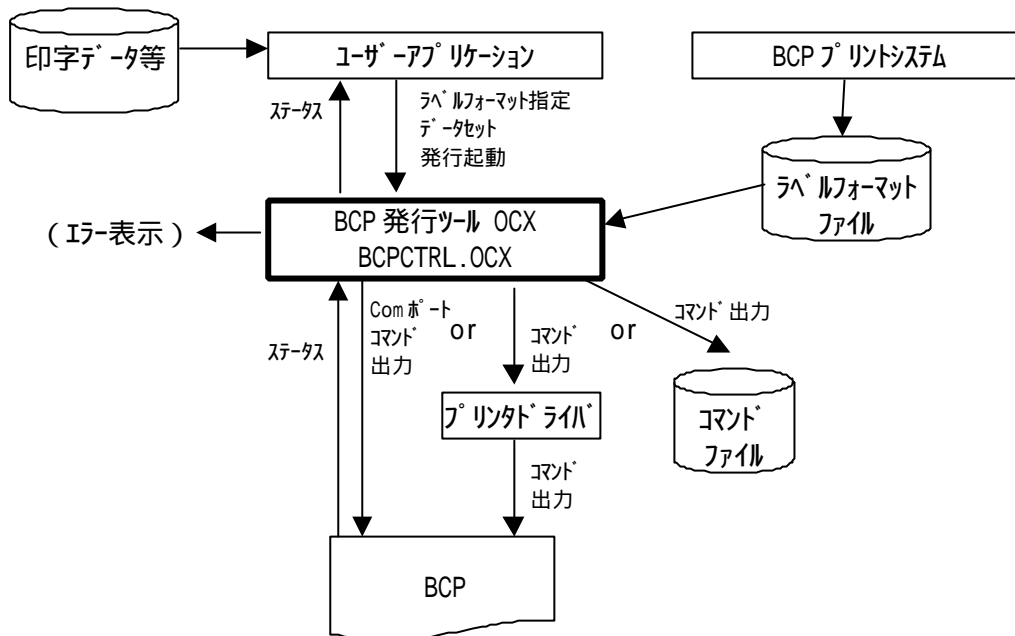 印字ﾃﾞｰﾀ等
ﾕｰｻﾞｰｱﾌﾟﾘｹｰｼｮﾝ
BCP ﾌﾟﾘﾝﾄｼｽﾃﾑ
ｽﾃｰﾀｽ
ﾗﾍﾞﾙﾌｫｰﾏｯﾄ指定
ﾃﾞｰﾀｾｯﾄ
発行起動
ﾗﾍﾞﾙﾌｫｰﾏｯﾄ
ﾌｧｲﾙ
(ｴﾗｰ表示)
BCP 発行ﾂｰﾙ OCX
BCPCTRL.OCX
ｽﾃｰﾀｽ
Com ﾎﾟｰﾄ
ｺﾏﾝﾄﾞ
出力
or
ｺﾏﾝﾄﾞ
出力
or
ｺﾏﾝﾄﾞ出力
ﾌﾟﾘﾝﾀﾄﾞﾗｲﾊﾞ
ｺﾏﾝﾄﾞ
ﾌｧｲﾙ
ｺﾏﾝﾄﾞ
出力
BCP